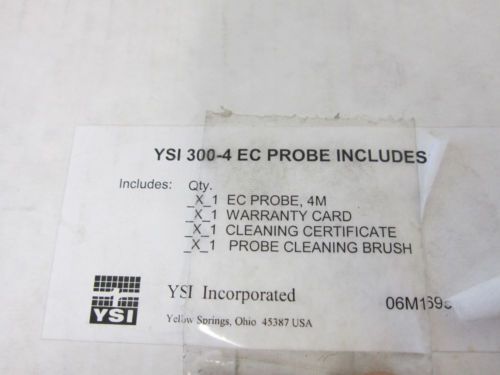 YSI 300-4 EC PROBE INCLUDES
Includes: Qty.
_X_1 EC PROBE, 4M
_X_1 WARRANTY CARD
_X_1 CLEANING CERTIFICATE
_X_1 PROBE CLEANING BRUSH
YSI
YSI Incorporated
Yellow Springs, Ohio 45387 USA